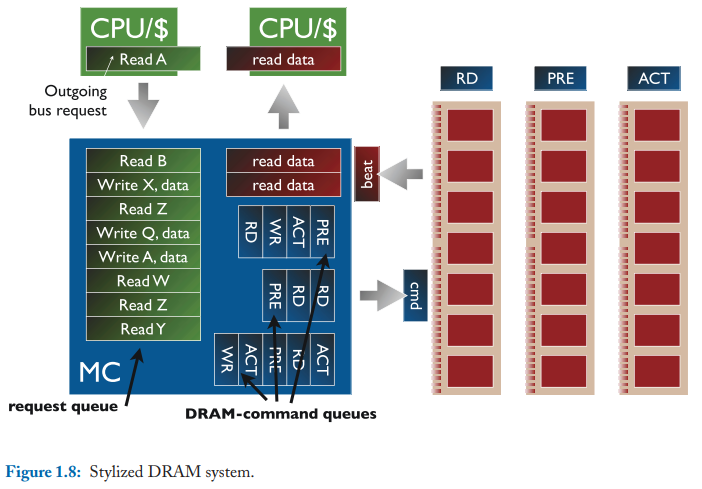 CPU/$
Read A
CPU/$
read data
Outgoing
bus request
RD
PRE
ACT
Read B
Write X, data
Read Z
Write Q, data
Write A, data
Read W
Read Z
Read Y
read data
read data
beat
RD
WR
ACT
PRE
PRE
RD
RD
cmd
WR
ACT
PRE
RD
ACT
MC
request queue
DRAM-command queues
Figure 1.8: Stylized DRAM system.